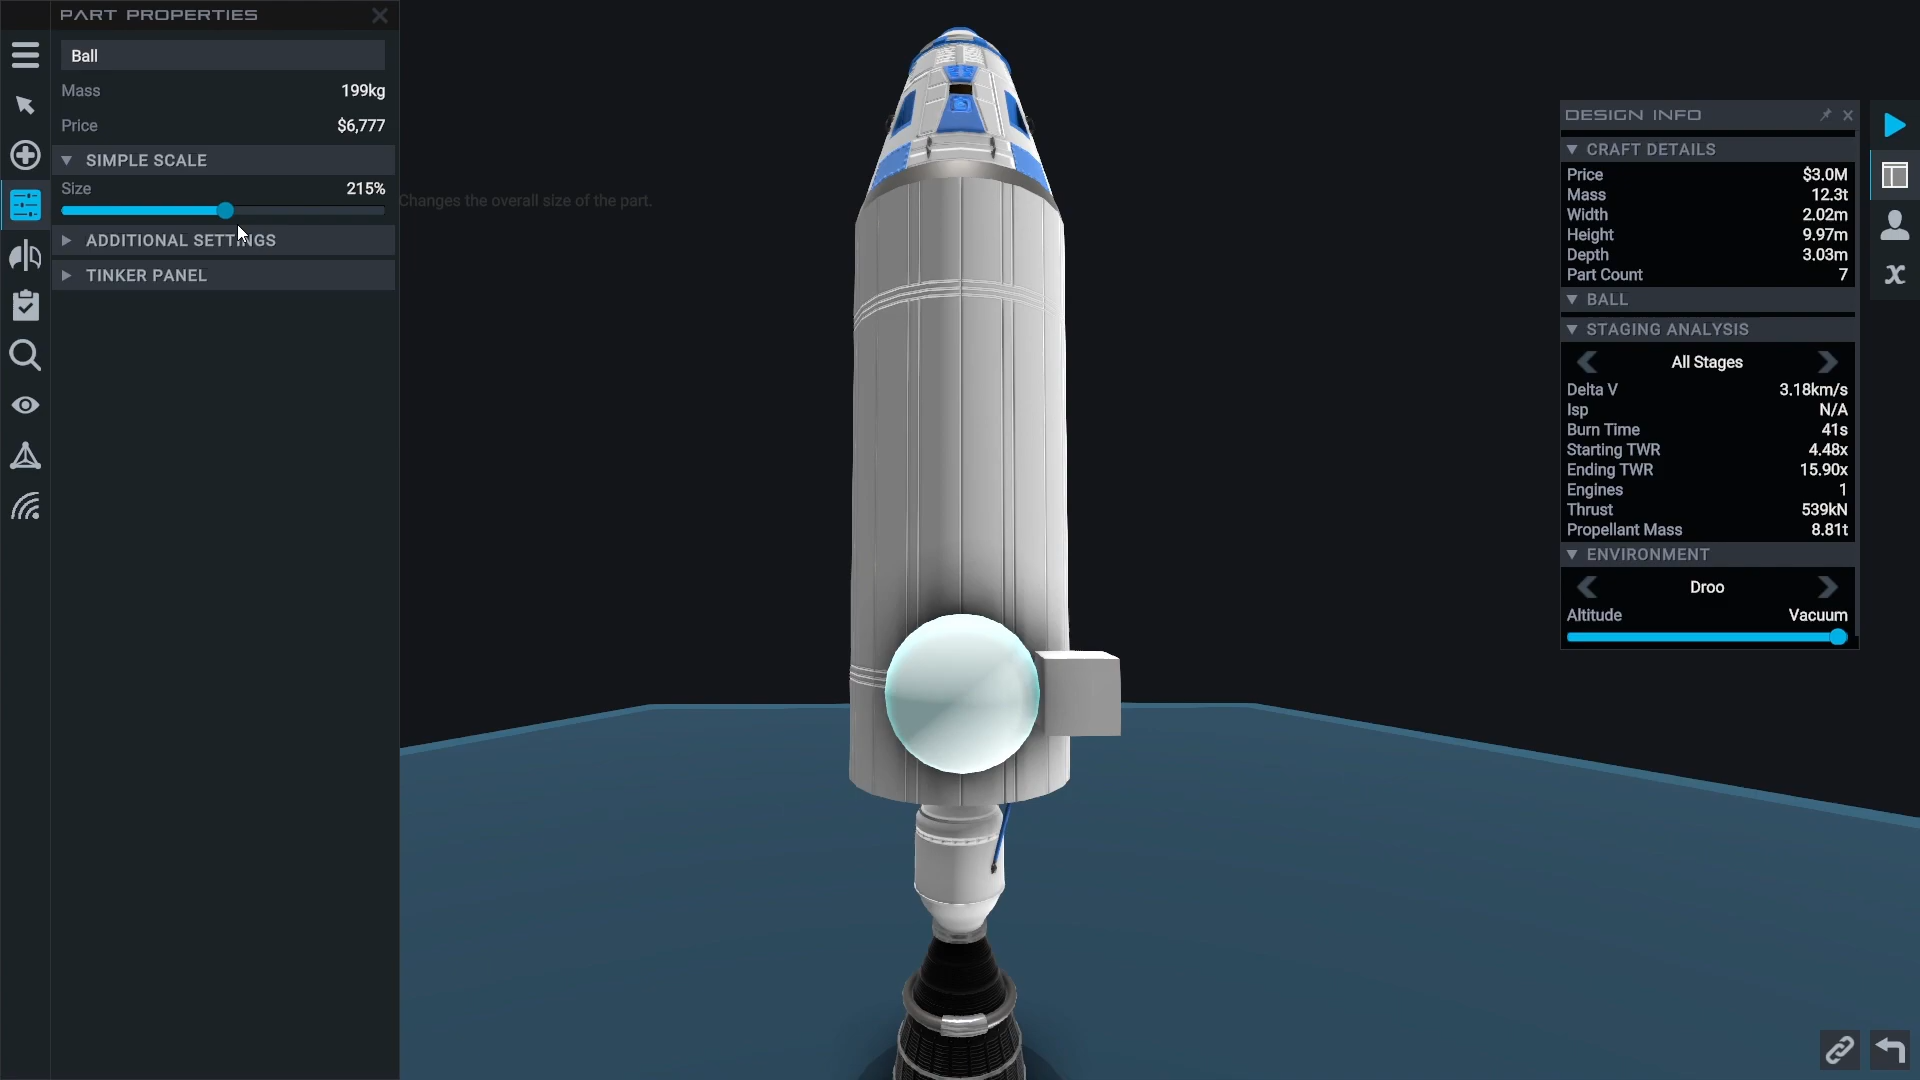 PART PROPERTIES
Ball
Mass 199kg
Price $6,777
SIMPLE SCALE
Size 215%
Changes the overall size of the part.
ADDITIONAL SETTINGS
TINKER PANEL
DESIGN INFO
CRAFT DETAILS
Price $3.0M
Mass 12.3t
Width 2.02m
Height 9.97m
Depth 3.03m
Part Count 7
BALL
STAGING ANALYSIS
All Stages
Delta V 3.18km/s
Isp N/A
Burn Time 41s
Starting TWR 4.48x
Ending TWR 15.90x
Engines 1
Thrust 539kN
Propellant Mass 8.81t
ENVIRONMENT
Droo
Altitude Vacuum